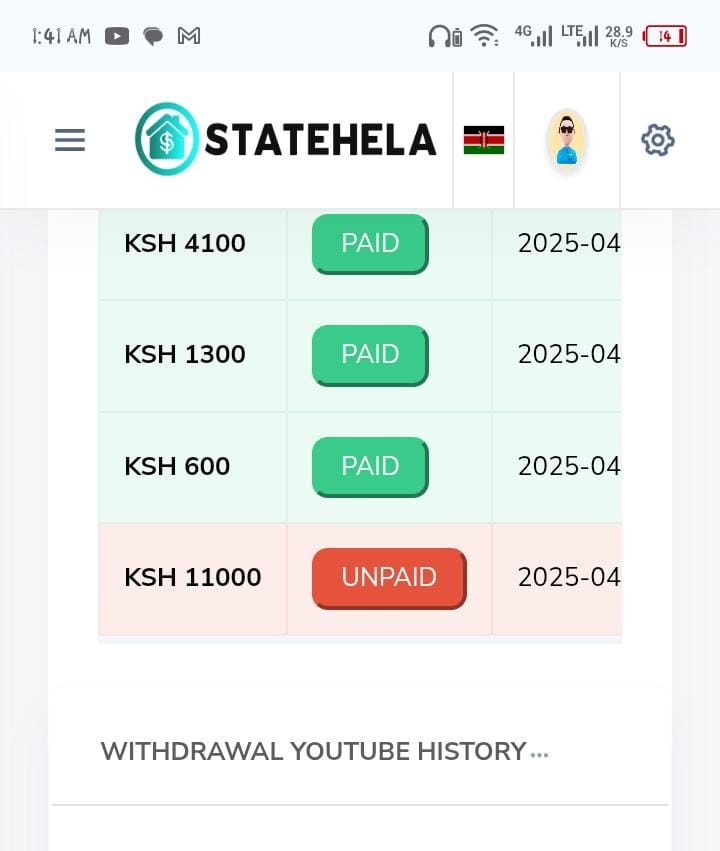 1:41 AM 4G LTE 28.9 K/S 14
$ STATEHELA
KSH 4100 PAID 2025-04
KSH 1300 PAID 2025-04
KSH 600 PAID 2025-04
KSH 11000 UNPAID 2025-04
WITHDRAWAL YOUTUBE HISTORY...